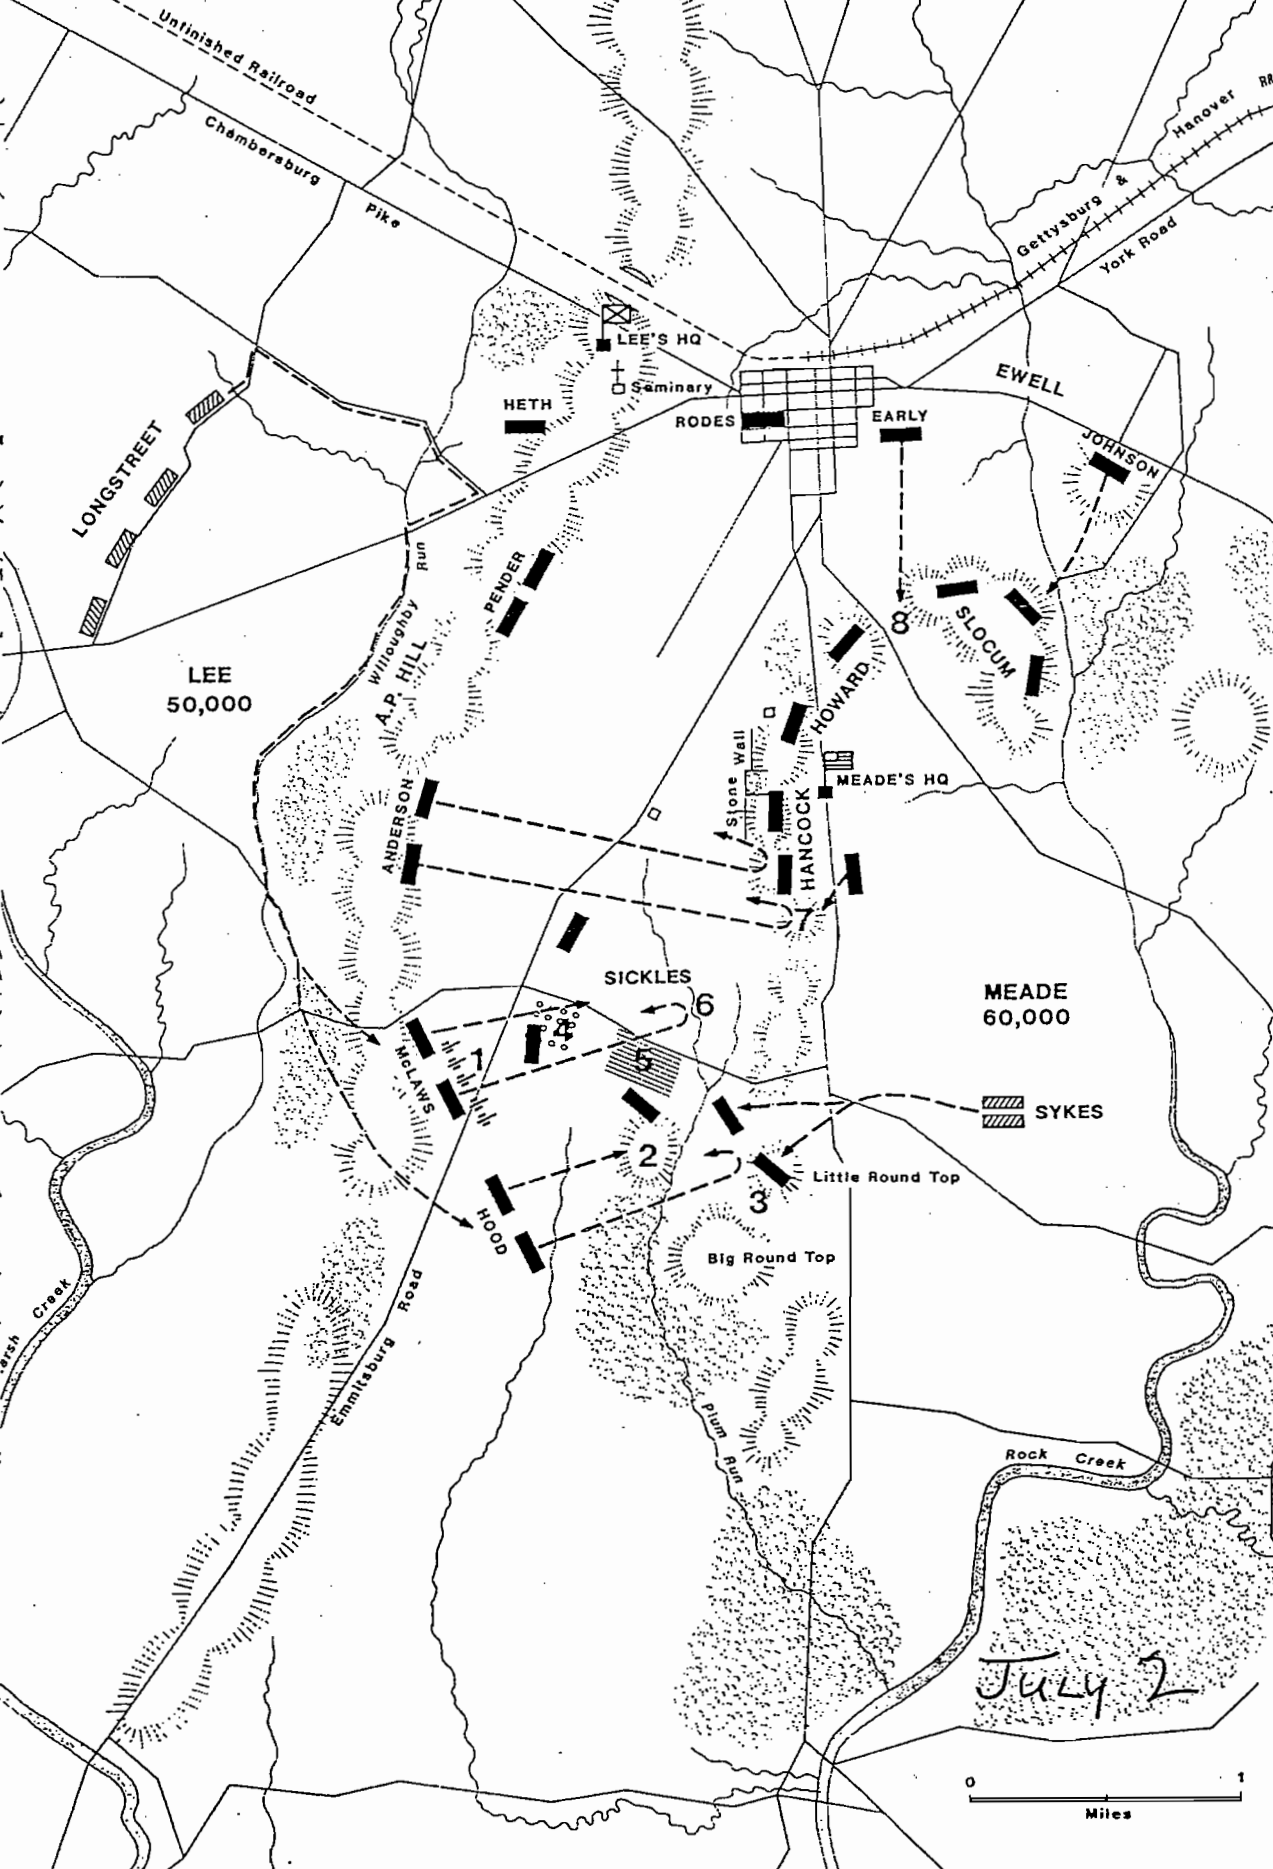 Unfinished Railroad
Chambersburg
Pike
Hanover
Gettysburg &
York Road
LEE'S HQ
Seminary
HETH
RODES
EARLY
EWELL
JOHNSON
LONGSTREET
PENDER
Willoughby Run
A.P. HILL
LEE
50,000
8
SLOCUM
HOWARD
Stone Wall
MEADE'S HQ
ANDERSON
HANCOCK
7
SICKLES
6
MEADE
60,000
4
1
5
McLAWS
SYKES
2
3
Little Round Top
HOOD
Big Round Top
Creek
Emmitsburg Road
Plum Run
Rock Creek
July 2
0 1
Miles